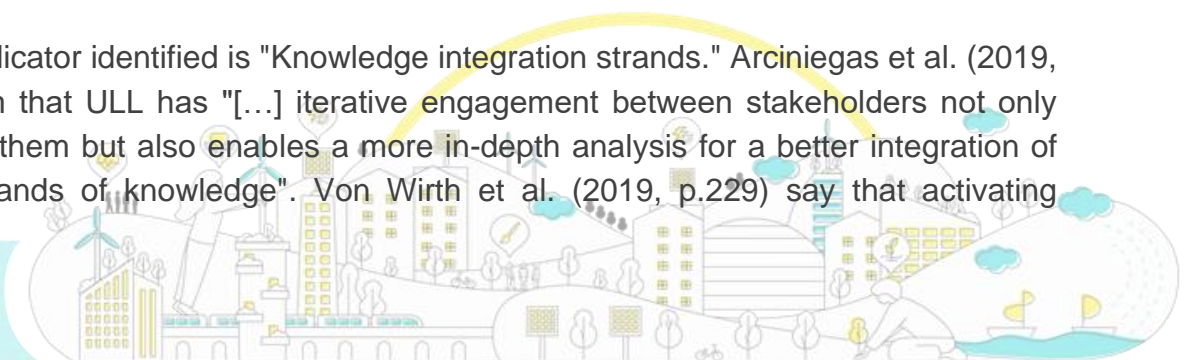 licator identified is "Knowledge integration strands." Arciniegas et al. (2019,
that ULL has "[…] iterative engagement between stakeholders not only
them but also enables a more in-depth analysis for a better integration of
of knowledge". Von Wirth et al. (2019, p.229) say that activating